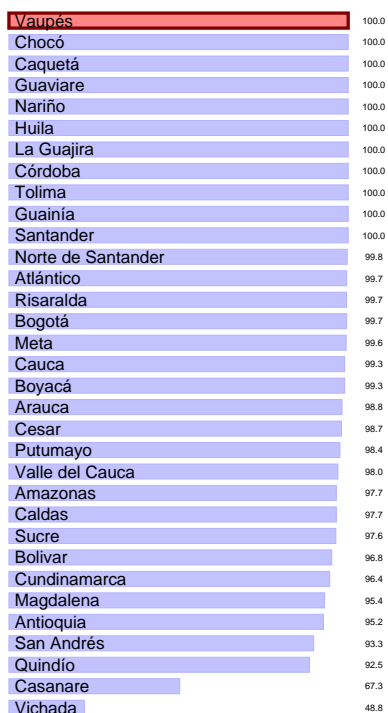 Vaupés 100.0
Chocó 100.0
Caquetá 100.0
Guaviare 100.0
Nariño 100.0
Huila 100.0
La Guajira 100.0
Córdoba 100.0
Tolima 100.0
Guainía 100.0
Santander 100.0
Norte de Santander 99.8
Atlántico 99.7
Risaralda 99.7
Bogotá 99.7
Meta 99.6
Cauca 99.3
Boyacá 99.3
Arauca 98.8
Cesar 98.7
Putumayo 98.4
Valle del Cauca 98.0
Amazonas 97.7
Caldas 97.7
Sucre 97.6
Bolivar 96.8
Cundinamarca 96.4
Magdalena 95.4
Antioquia 95.2
San Andrés 93.3
Quindío 92.5
Casanare 67.3
Vichada 48.8